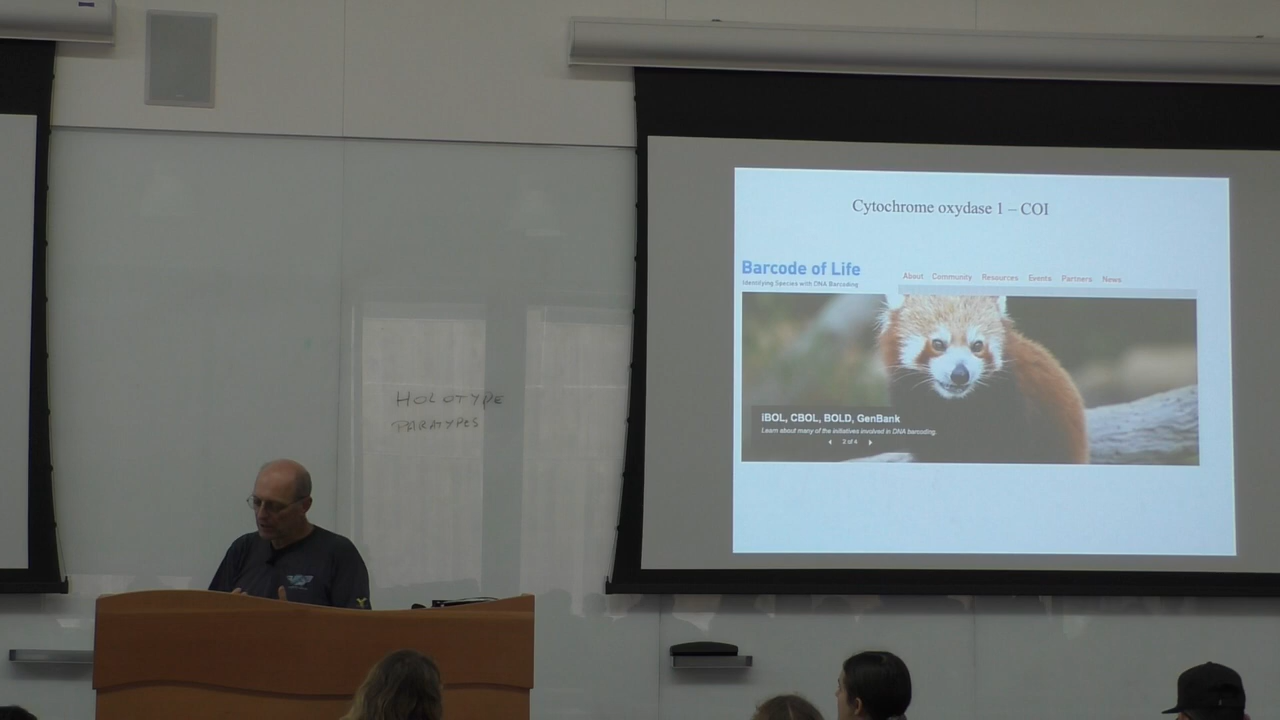 HOLOTYPE
PARATYPES
Cytochrome oxydase 1 – COI
Barcode of Life
Identifying Species with DNA Barcoding
About Community Resources Events Partners News
iBOL, CBOL, BOLD, GenBank
Learn about many of the initiatives involved in DNA barcoding.
2 of 4